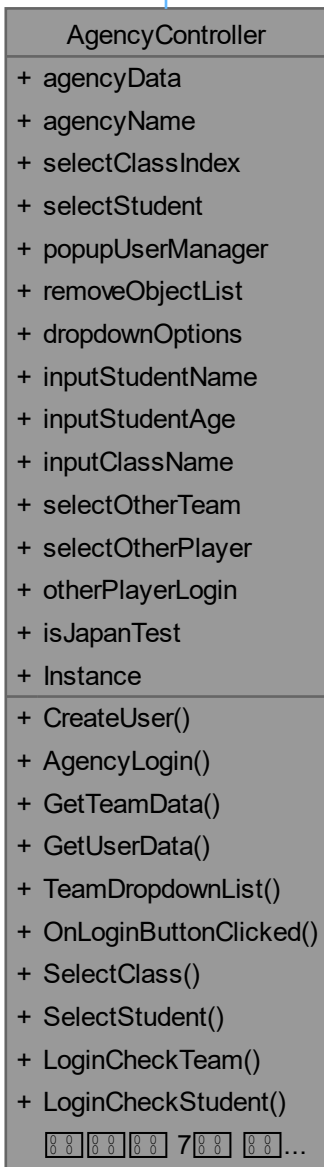 AgencyController
+ agencyData
+ agencyName
+ selectClassIndex
+ selectStudent
+ popupUserManager
+ removeObjectList
+ dropdownOptions
+ inputStudentName
+ inputStudentAge
+ inputClassName
+ selectOtherTeam
+ selectOtherPlayer
+ otherPlayerLogin
+ isJapanTest
+ Instance
+ CreateUser()
+ AgencyLogin()
+ GetTeamData()
+ GetUserData()
+ TeamDropdownList()
+ OnLoginButtonClicked()
+ SelectClass()
+ SelectStudent()
+ LoginCheckTeam()
+ LoginCheckStudent()
7 ...